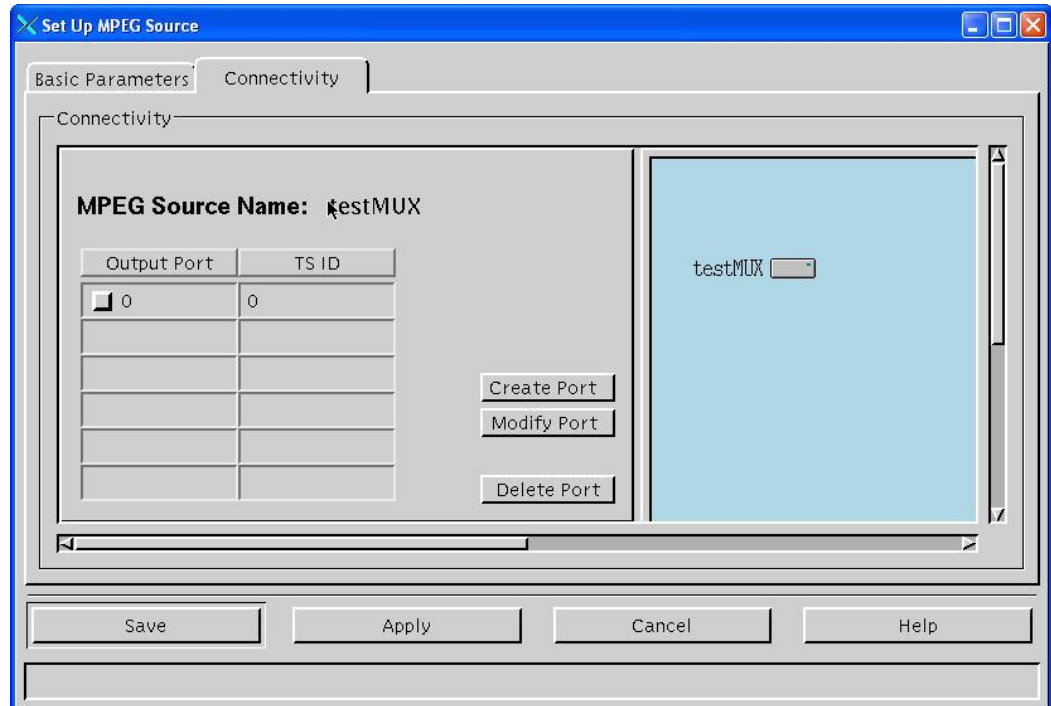 Set Up MPEG Source
Basic Parameters
Connectivity
Connectivity
MPEG Source Name: testMUX
Output Port TS ID
0 0
Create Port
Modify Port
Delete Port
testMUX
Save Apply Cancel Help